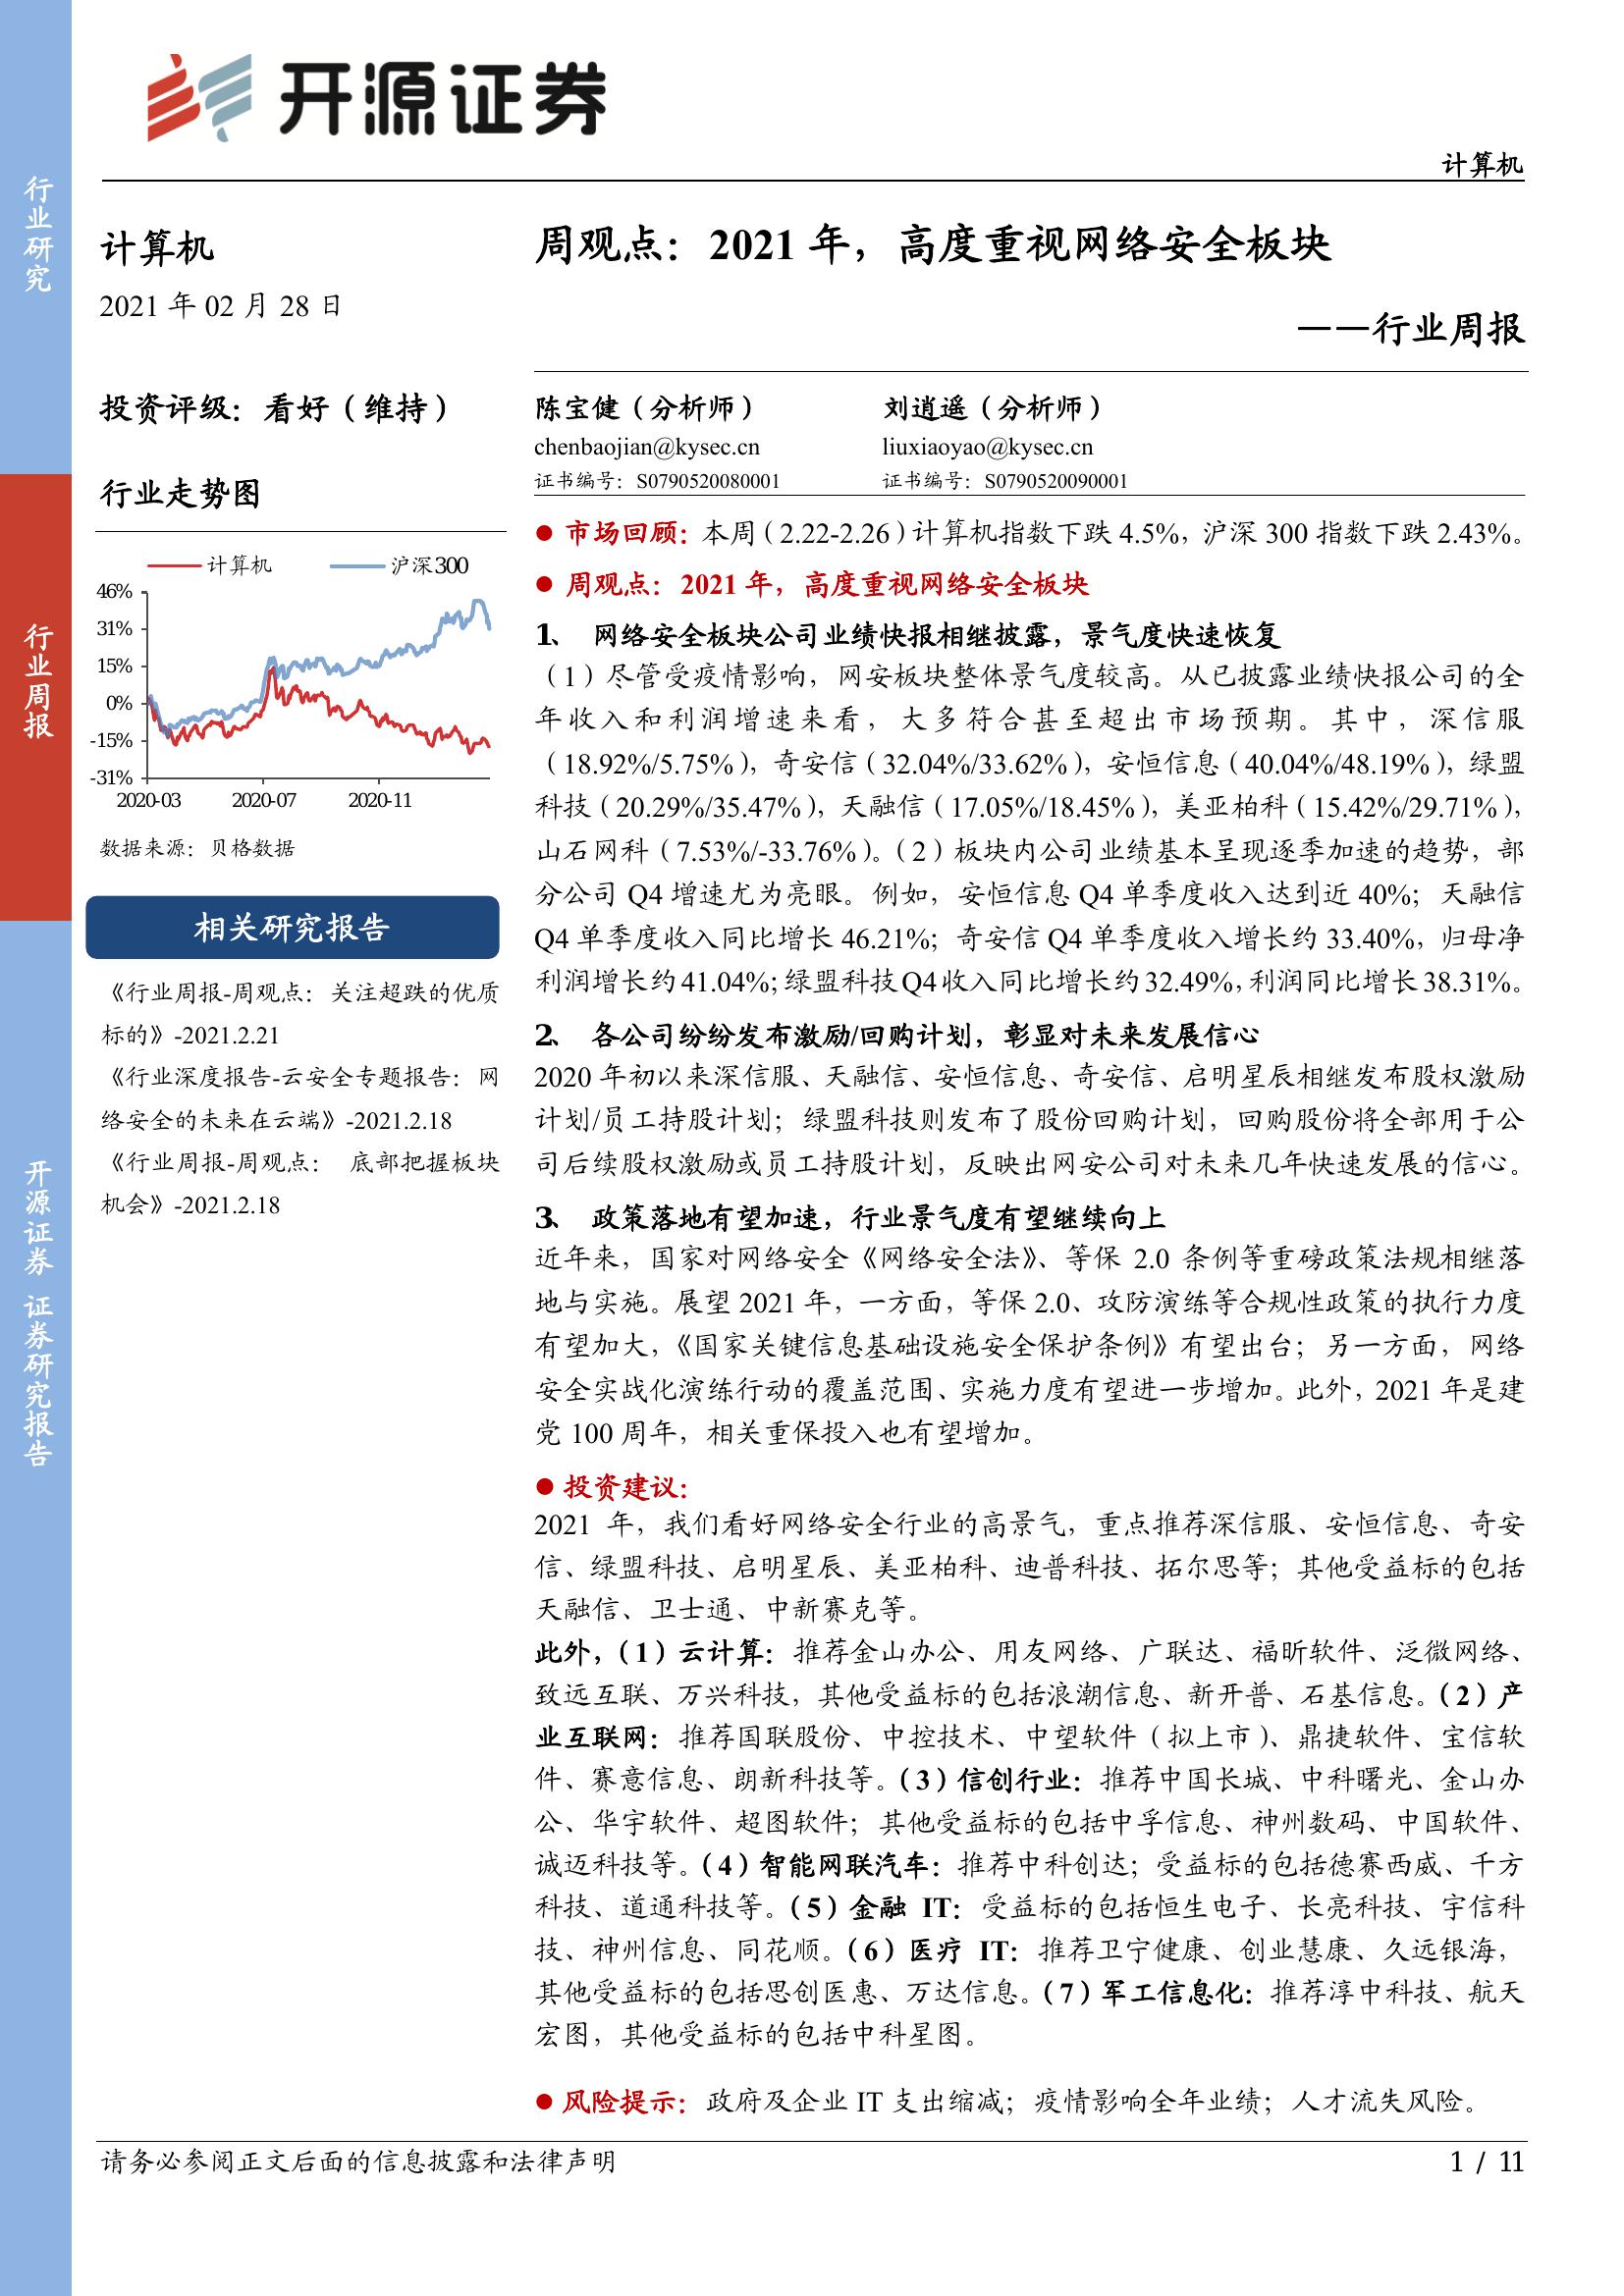 开源证券
计算机
行业研究
行业周报
开源证券 证券研究报告
计算机
2021 年 02 月 28 日
投资评级：看好（维持）
行业走势图
计算机 沪深300
46%
31%
15%
0%
-15%
-31%
2020-03 2020-07 2020-11
数据来源：贝格数据
相关研究报告
《行业周报-周观点：关注超跌的优质
标的》-2021.2.21
《行业深度报告-云安全专题报告：网
络安全的未来在云端》-2021.2.18
《行业周报-周观点： 底部把握板块
机会》-2021.2.18
周观点：2021 年，高度重视网络安全板块
——行业周报
陈宝健（分析师） 刘逍遥（分析师）
chenbaojian@kysec.cn liuxiaoyao@kysec.cn
证书编号：S0790520080001 证书编号：S0790520090001
● 市场回顾：本周（2.22-2.26）计算机指数下跌 4.5%，沪深 300 指数下跌 2.43%。
● 周观点：2021 年，高度重视网络安全板块
1、 网络安全板块公司业绩快报相继披露，景气度快速恢复
（1）尽管受疫情影响，网安板块整体景气度较高。从已披露业绩快报公司的全
年收入和利润增速来看，大多符合甚至超出市场预期。其中，深信服
（18.92%/5.75%），奇安信（32.04%/33.62%），安恒信息（40.04%/48.19%），绿盟
科技（20.29%/35.47%），天融信（17.05%/18.45%），美亚柏科（15.42%/29.71%），
山石网科（7.53%/-33.76%）。（2）板块内公司业绩基本呈现逐季加速的趋势，部
分公司 Q4 增速尤为亮眼。例如，安恒信息 Q4 单季度收入达到近 40%；天融信
Q4 单季度收入同比增长 46.21%；奇安信 Q4 单季度收入增长约 33.40%，归母净
利润增长约 41.04%；绿盟科技 Q4 收入同比增长约 32.49%，利润同比增长 38.31%。
2、 各公司纷纷发布激励/回购计划，彰显对未来发展信心
2020 年初以来深信服、天融信、安恒信息、奇安信、启明星辰相继发布股权激励
计划/员工持股计划；绿盟科技则发布了股份回购计划，回购股份将全部用于公
司后续股权激励或员工持股计划，反映出网安公司对未来几年快速发展的信心。
3、 政策落地有望加速，行业景气度有望继续向上
近年来，国家对网络安全《网络安全法》、等保 2.0 条例等重磅政策法规相继落
地与实施。展望 2021 年，一方面，等保 2.0、攻防演练等合规性政策的执行力度
有望加大，《国家关键信息基础设施安全保护条例》有望出台；另一方面，网络
安全实战化演练行动的覆盖范围、实施力度有望进一步增加。此外，2021 年是建
党 100 周年，相关重保投入也有望增加。
● 投资建议：
2021 年，我们看好网络安全行业的高景气，重点推荐深信服、安恒信息、奇安
信、绿盟科技、启明星辰、美亚柏科、迪普科技、拓尔思等；其他受益标的包括
天融信、卫士通、中新赛克等。
此外，（1）云计算：推荐金山办公、用友网络、广联达、福昕软件、泛微网络、
致远互联、万兴科技，其他受益标的包括浪潮信息、新开普、石基信息。（2）产
业互联网：推荐国联股份、中控技术、中望软件（拟上市）、鼎捷软件、宝信软
件、赛意信息、朗新科技等。（3）信创行业：推荐中国长城、中科曙光、金山办
公、华宇软件、超图软件；其他受益标的包括中孚信息、神州数码、中国软件、
诚迈科技等。（4）智能网联汽车：推荐中科创达；受益标的包括德赛西威、千方
科技、道通科技等。（5）金融 IT：受益标的包括恒生电子、长亮科技、宇信科
技、神州信息、同花顺。（6）医疗 IT：推荐卫宁健康、创业慧康、久远银海，
其他受益标的包括思创医惠、万达信息。（7）军工信息化：推荐淳中科技、航天
宏图，其他受益标的包括中科星图。
● 风险提示：政府及企业 IT 支出缩减；疫情影响全年业绩；人才流失风险。
请务必参阅正文后面的信息披露和法律声明 1 / 11